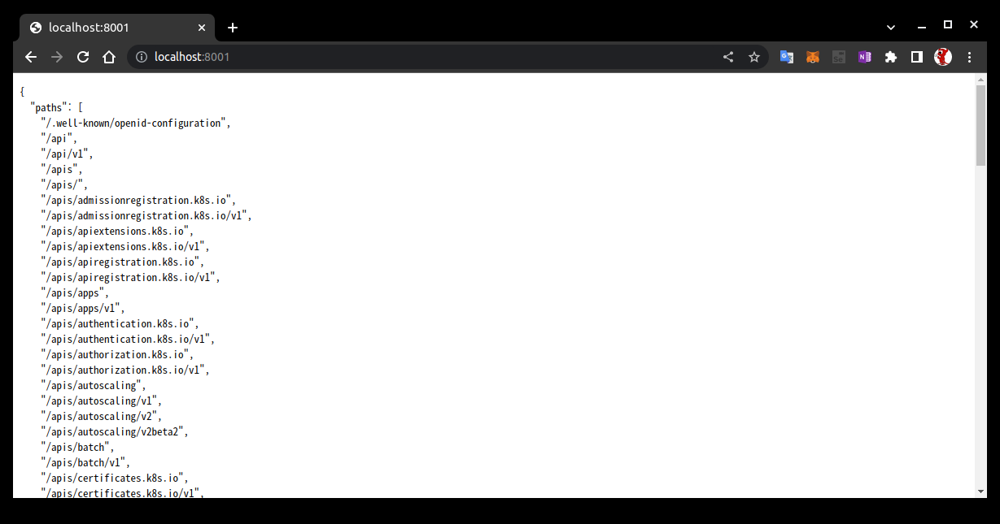 localhost:8001
localhost:8001
{
"paths": [
"/.well-known/openid-configuration",
"/api",
"/api/v1",
"/apis",
"/apis/",
"/apis/admissionregistration.k8s.io",
"/apis/admissionregistration.k8s.io/v1",
"/apis/apiextensions.k8s.io",
"/apis/apiextensions.k8s.io/v1",
"/apis/apiregistration.k8s.io",
"/apis/apiregistration.k8s.io/v1",
"/apis/apps",
"/apis/apps/v1",
"/apis/authentication.k8s.io",
"/apis/authentication.k8s.io/v1",
"/apis/authorization.k8s.io",
"/apis/authorization.k8s.io/v1",
"/apis/autoscaling",
"/apis/autoscaling/v1",
"/apis/autoscaling/v2",
"/apis/autoscaling/v2beta2",
"/apis/batch",
"/apis/batch/v1",
"/apis/certificates.k8s.io",
"/apis/certificates.k8s.io/v1",